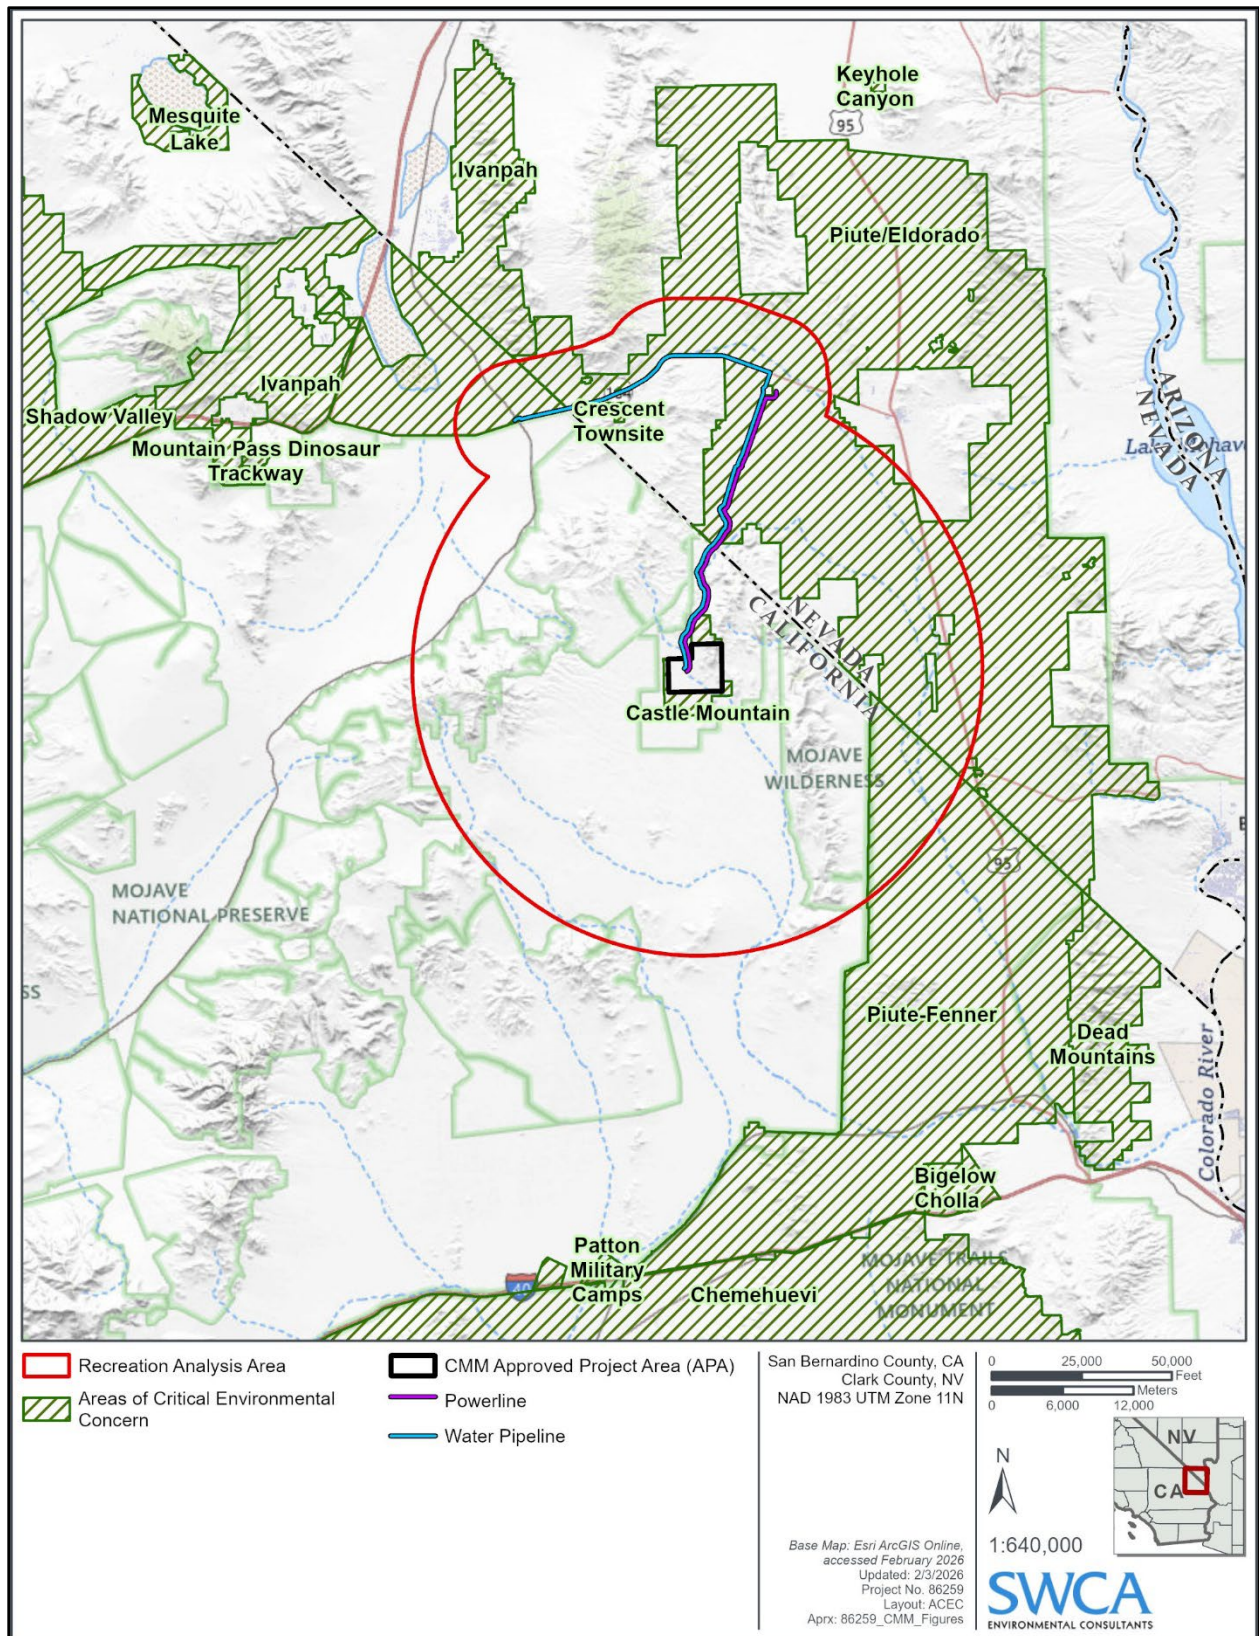 Keyhole
Canyon
95
Mesquite
Lake
Ivanpah
Piute/Eldorado
ARIZONA
NEVADA
Ivanpah
Shadow Valley
Crescent
Townsite
Mountain Pass Dinosaur
Trackway
NEVADA
CALIFORNIA
Castle Mountain
MOJAVE
WILDERNESS
95
MOJAVE
NATIONAL PRESERVE
SS
Piute-Fenner
Dead
Mountains
Colorado River
Bigelow
Cholla
Patton
Military
Camps
40
Chemehuevi
MOJAVE TRAILS
NATIONAL
MONUMENT
Recreation Analysis Area
Areas of Critical Environmental
Concern
CMM Approved Project Area (APA)
Powerline
Water Pipeline
San Bernardino County, CA
Clark County, NV
NAD 1983 UTM Zone 11N
0 25,000 50,000
Feet
Meters
0 6,000 12,000
N
NV
CA
1:640,000
Base Map: Esri ArcGIS Online,
accessed February 2026
Updated: 2/3/2026
Project No. 86259
Layout: ACEC
Aprx: 86259_CMM_Figures
SWCA
ENVIRONMENTAL CONSULTANTS